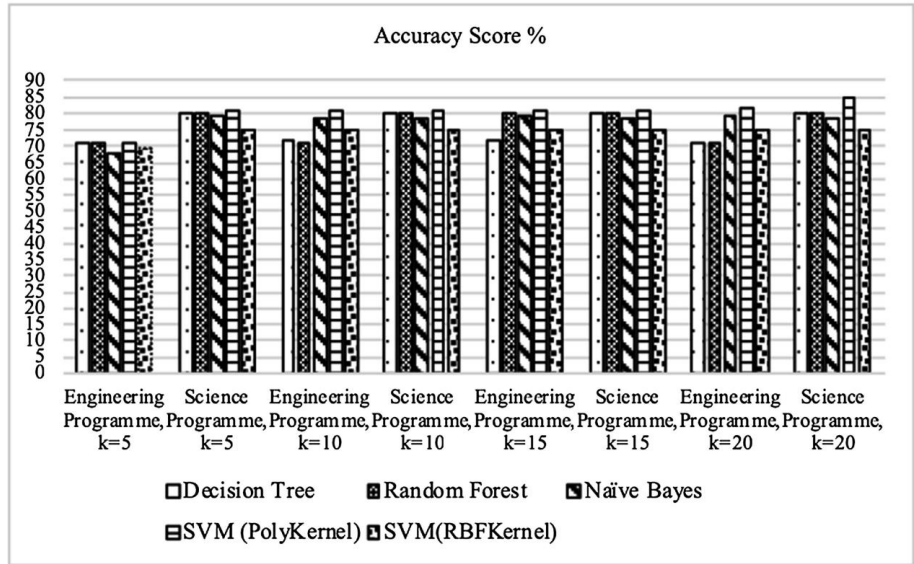 Accuracy Score %
90
85
80
75
70
65
60
55
50
45
40
35
30
25
20
15
10
5
0
Engineering Programme, k=5
Science Programme, k=5
Engineering Programme, k=10
Science Programme, k=10
Engineering Programme, k=15
Science Programme, k=15
Engineering Programme, k=20
Science Programme, k=20
Decision Tree
Random Forest
Naïve Bayes
SVM (PolyKernel)
SVM(RBFKernel)